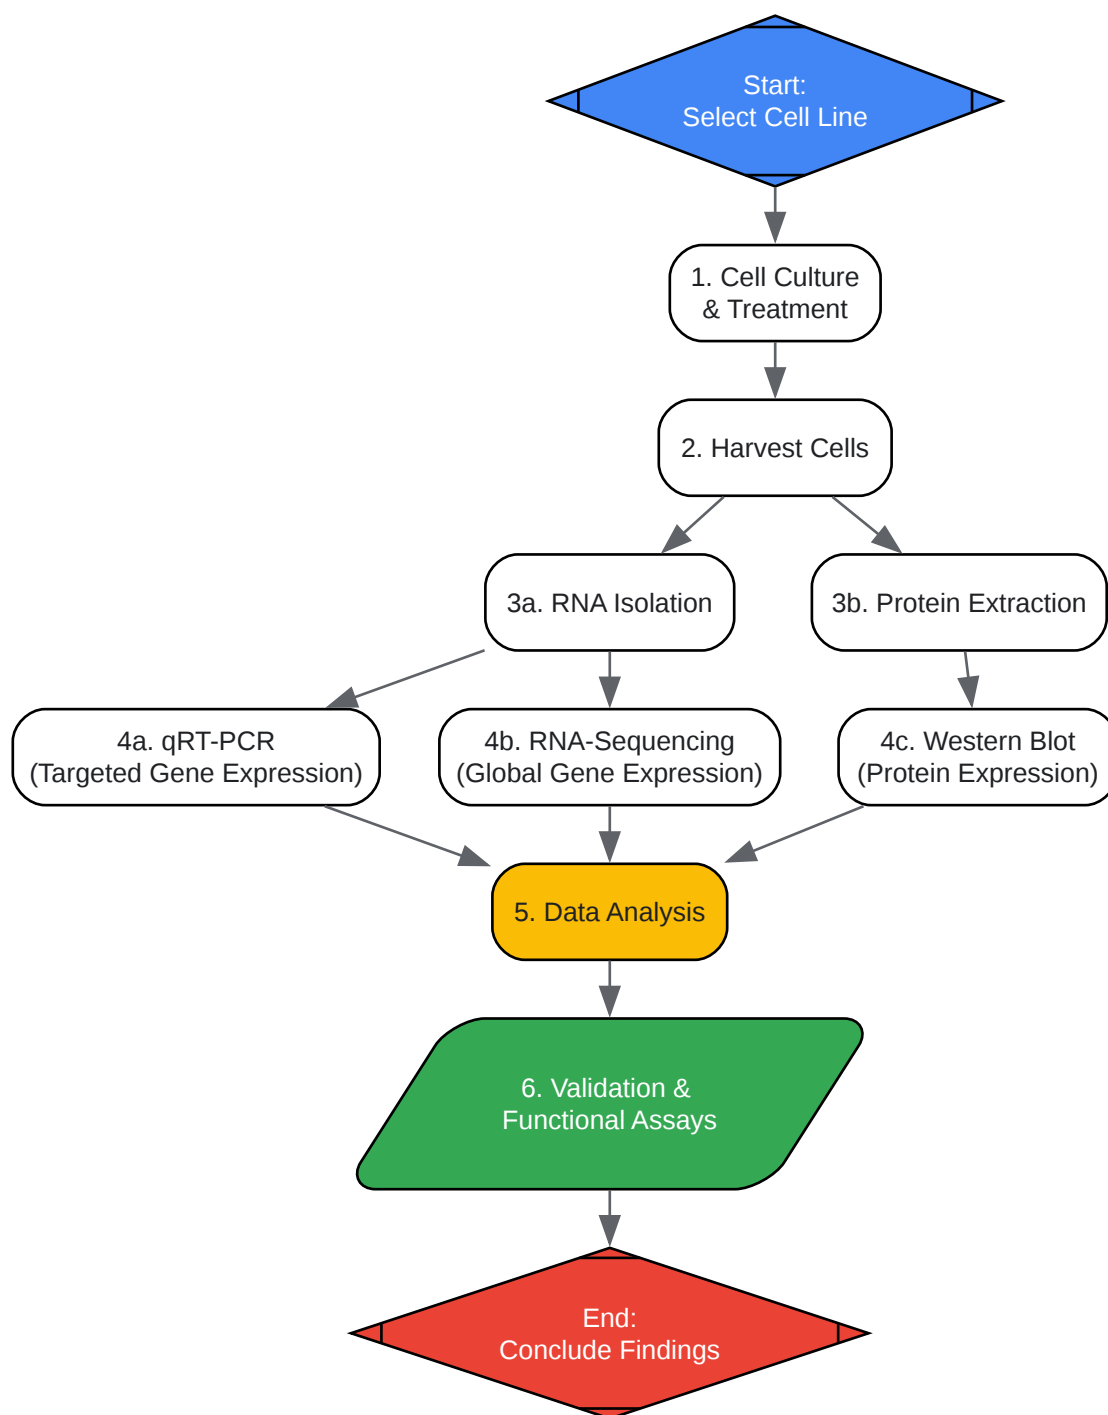 Start:
Select Cell Line
1. Cell Culture
& Treatment
2. Harvest Cells
3a. RNA Isolation
3b. Protein Extraction
4a. qRT-PCR
(Targeted Gene Expression)
4b. RNA-Sequencing
(Global Gene Expression)
4c. Western Blot
(Protein Expression)
5. Data Analysis
6. Validation &
Functional Assays
End:
Conclude Findings